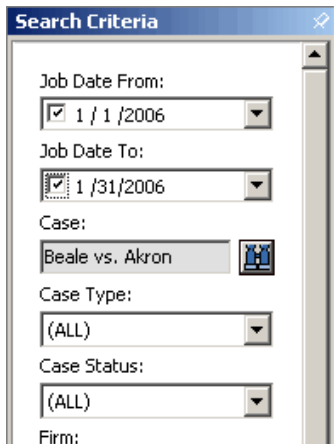 Search Criteria
Job Date From:
1 / 1 /2006
Job Date To:
1 /31/2006
Case:
Beale vs. Akron
Case Type:
(ALL)
Case Status:
(ALL)
Firm: